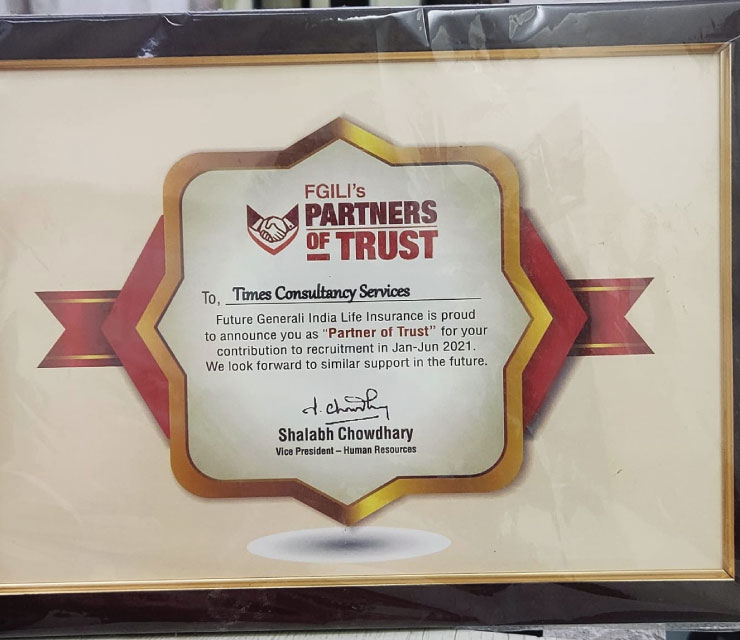 FGILI's
PARTNERS
OF TRUST
To, Times Consultancy Services
Future Generali India Life Insurance is proud
to announce you as "Partner of Trust" for your
contribution to recruitment in Jan-Jun 2021.
We look forward to similar support in the future.
d. Chowdhry
Shalabh Chowdhary
Vice President – Human Resources